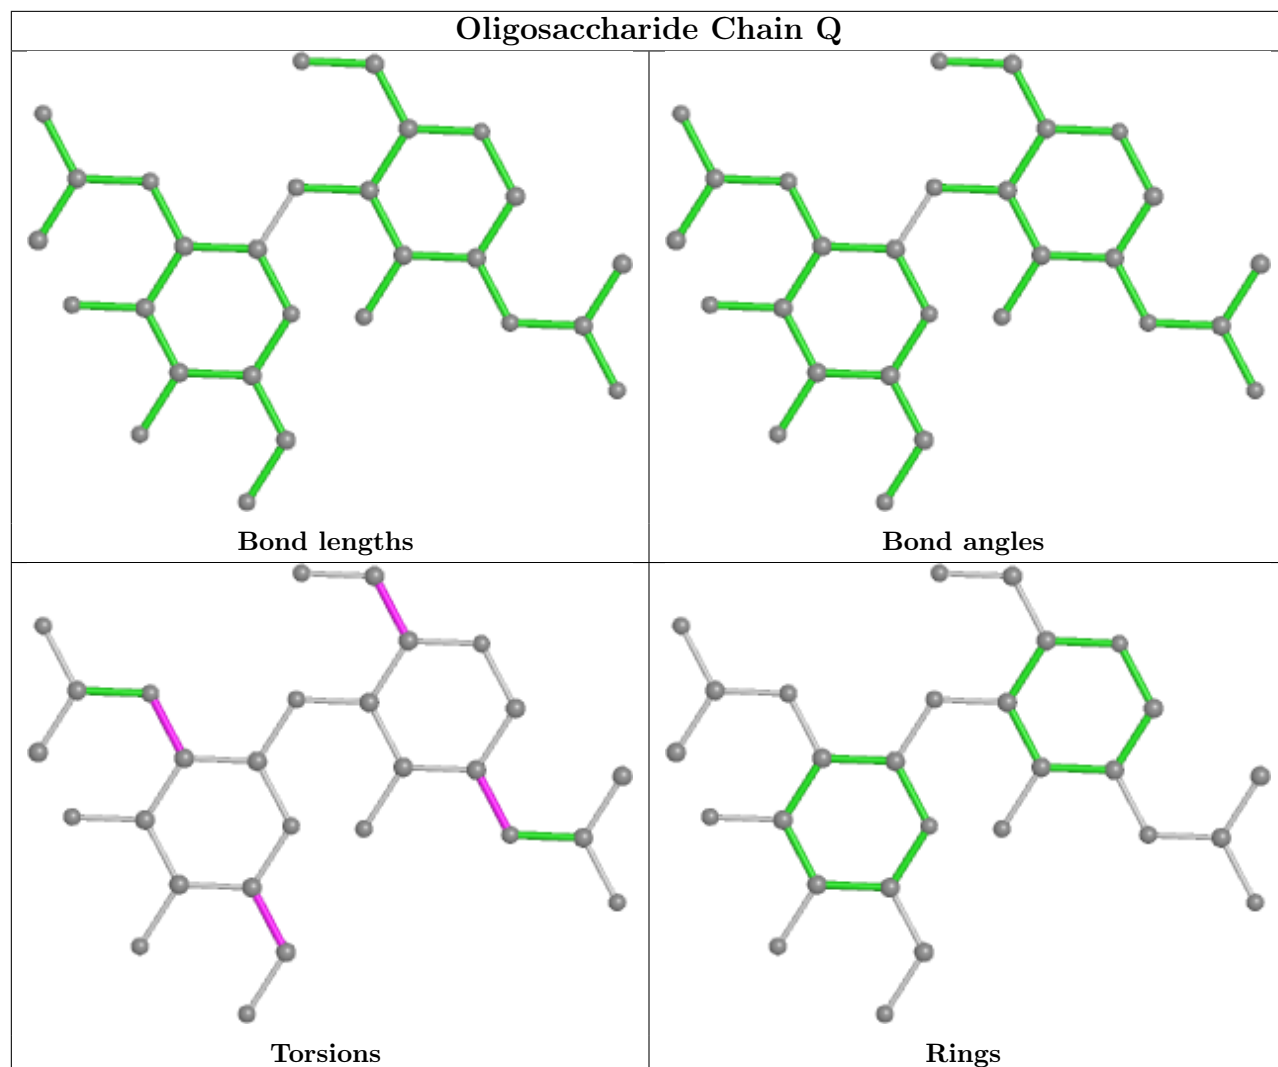 Oligosaccharide Chain Q
Bond lengths
Bond angles
Torsions
Rings